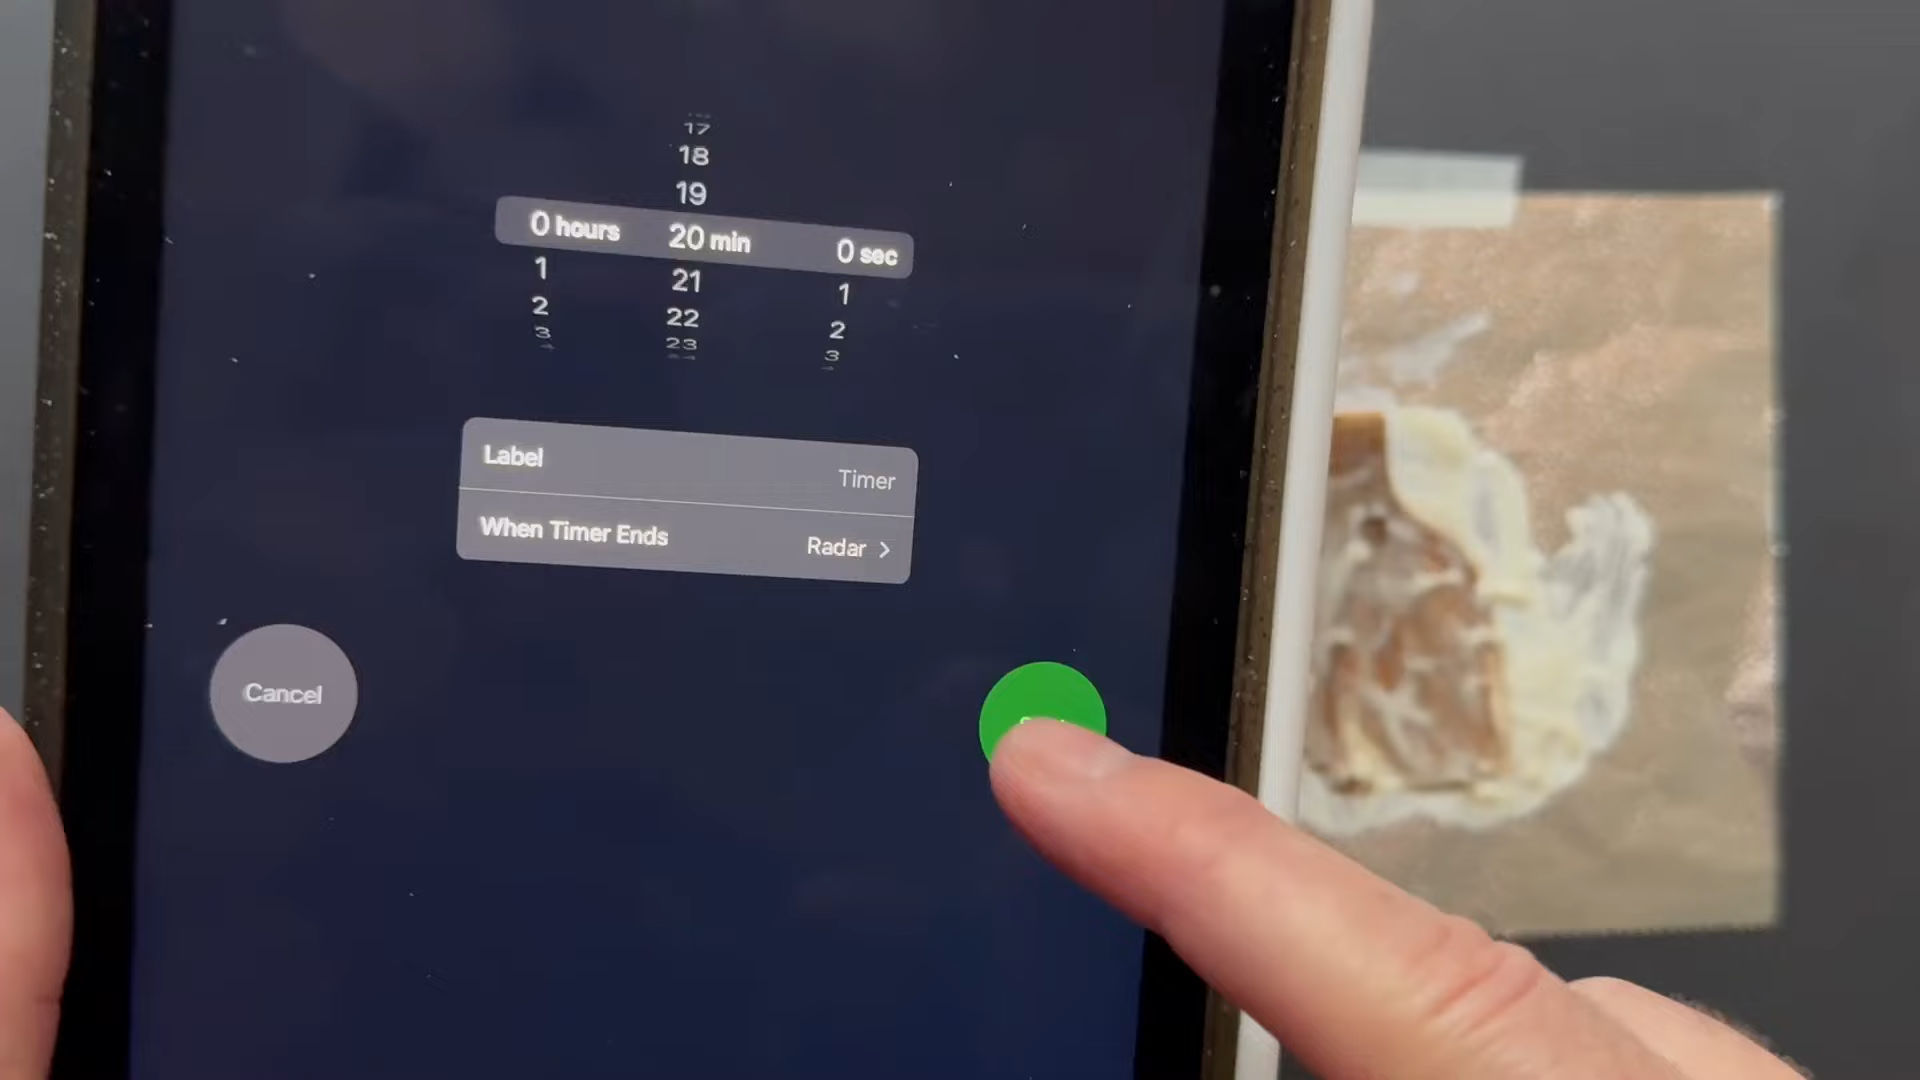 17
18
19
0 hours 20 min 0 sec
1 21 1
2 22 2
3 23 3
Label Timer
When Timer Ends Radar >
Cancel